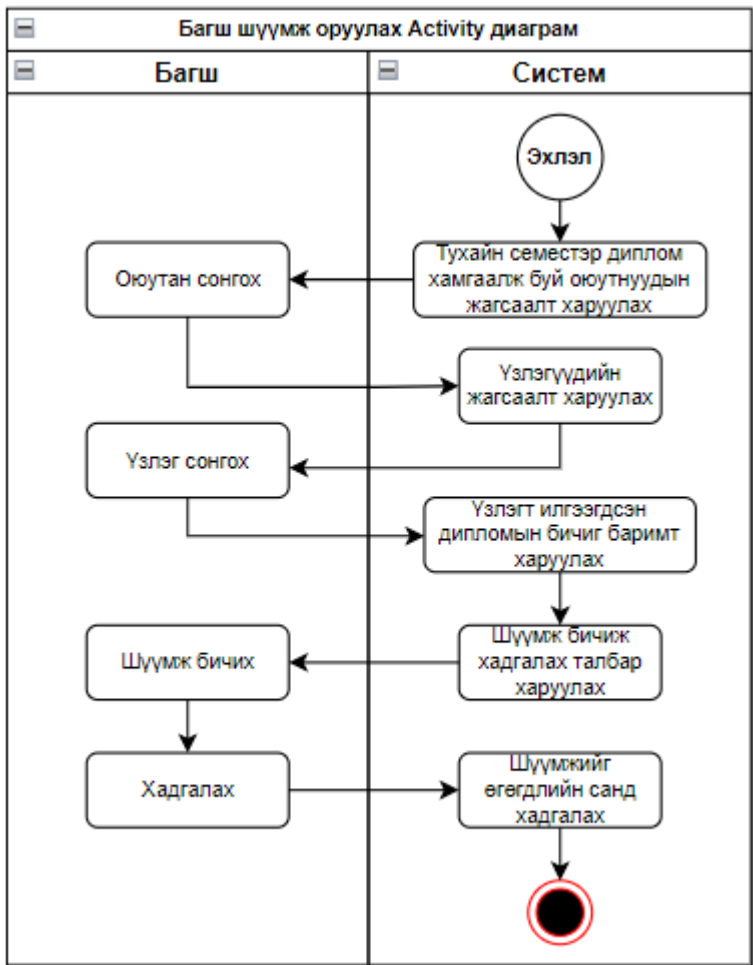 Багш шүүмж оруулах Activity диаграм
Багш
Систем
Эхлэл
Тухайн семестэр диплом
хамгаалж буй оюутнуудын
жагсаалт харуулах
Оюутан сонгох
Үзлэгүүдийн
жагсаалт харуулах
Үзлэг сонгох
Үзлэгт илгээгдсэн
дипломын бичиг баримт
харуулах
Шүүмж бичиж
хадгалах талбар
харуулах
Шүүмж бичих
Хадгалах
Шүүмжийг
өгөгдлийн санд
хадгалах